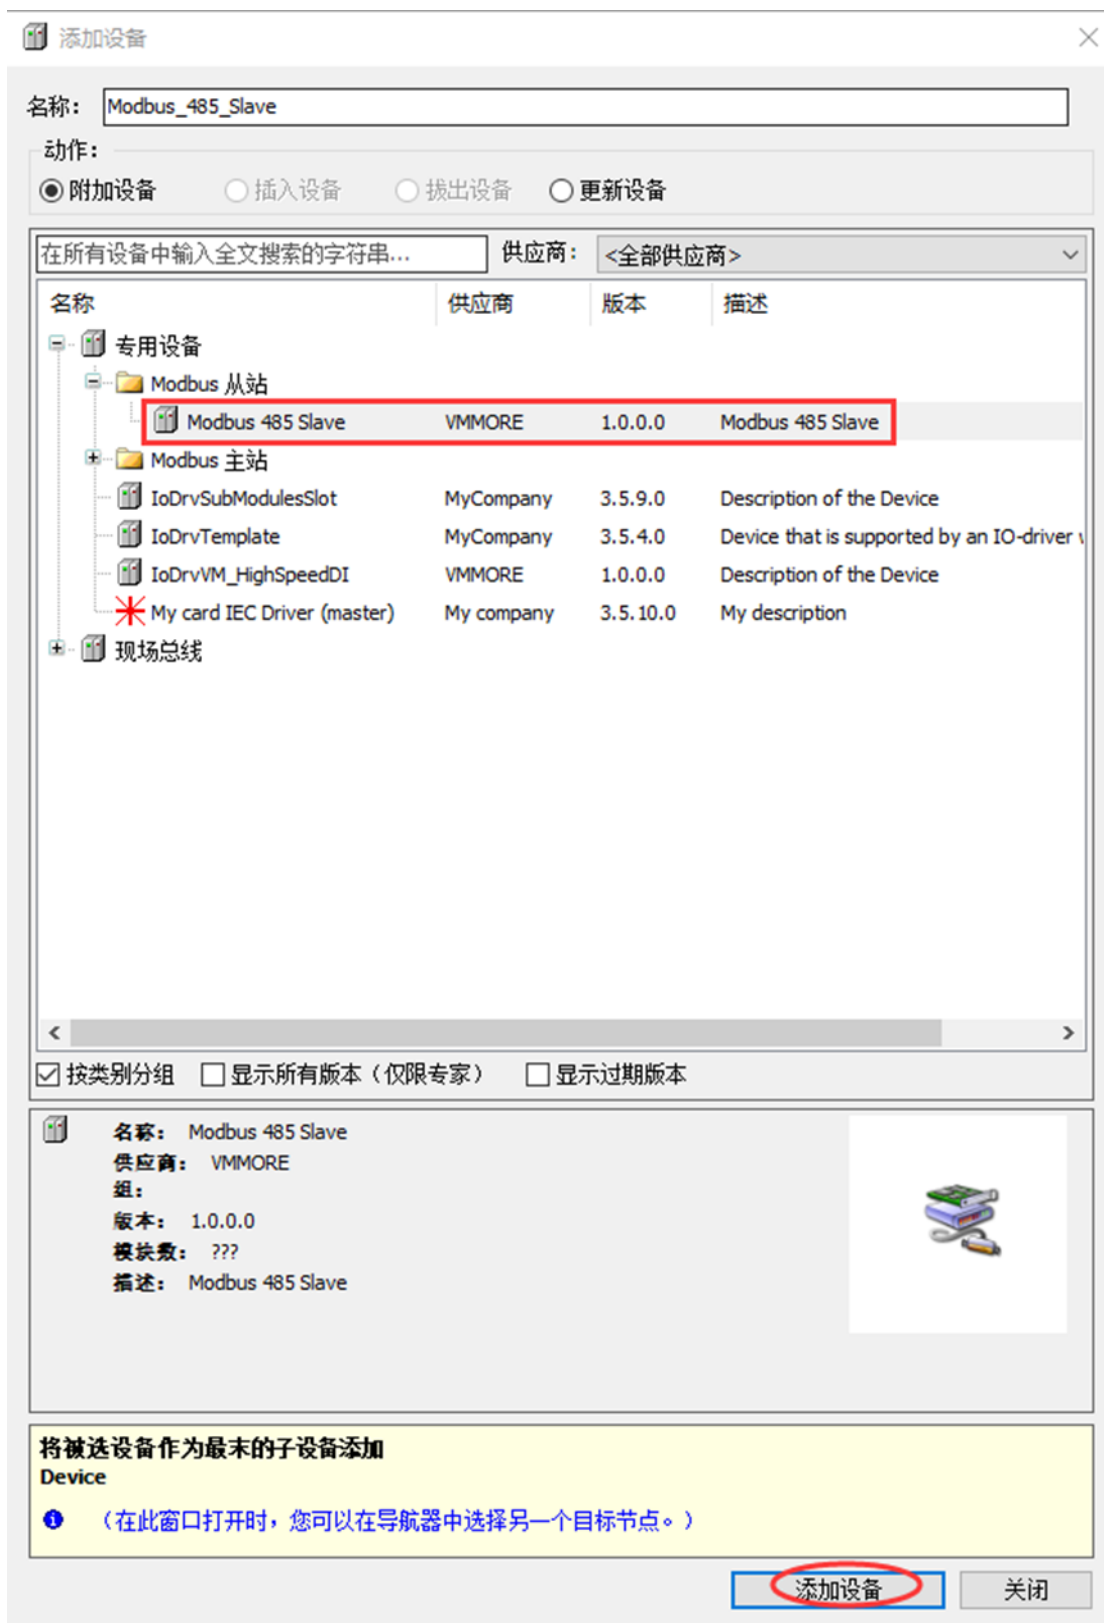 添加设备
名称： Modbus_485_Slave
动作：
附加设备 插入设备 拔出设备 更新设备
在所有设备中输入全文搜索的字符串... 供应商： <全部供应商>
名称 供应商 版本 描述
专用设备
Modbus 从站
Modbus 485 Slave VMMORE 1.0.0.0 Modbus 485 Slave
Modbus 主站
IoDrvSubModulesSlot MyCompany 3.5.9.0 Description of the Device
IoDrvTemplate MyCompany 3.5.4.0 Device that is supported by an IO-driver
IoDrvVM_HighSpeedDI VMMORE 1.0.0.0 Description of the Device
My card IEC Driver (master) My company 3.5.10.0 My description
现场总线
按类别分组 显示所有版本（仅限专家） 显示过期版本
名称： Modbus 485 Slave
供应商： VMMORE
组：
版本： 1.0.0.0
模块数： ???
描述： Modbus 485 Slave
将被选设备作为最末的子设备添加
Device
（在此窗口打开时，您可以在导航器中选择另一个目标节点。）
添加设备 关闭